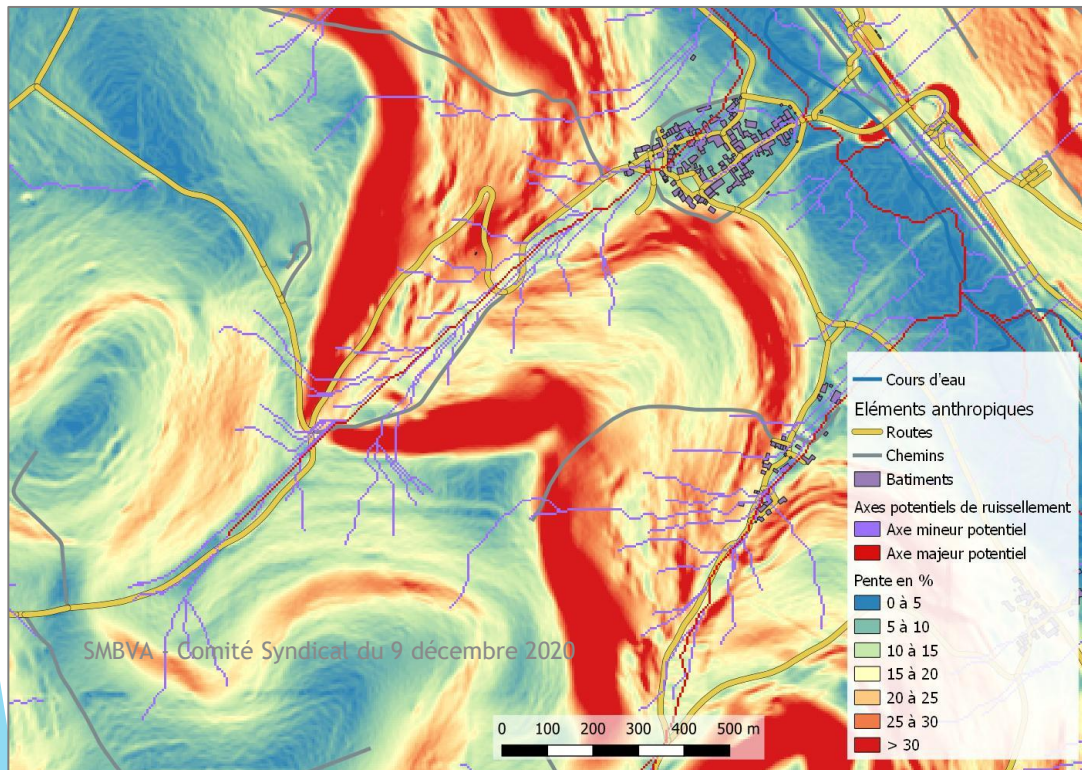 Cours d'eau
Eléments anthropiques
Routes
Chemins
Batiments
Axes potentiels de ruissellement
Axe mineur potentiel
Axe majeur potentiel
Pente en %
0 à 5
5 à 10
10 à 15
15 à 20
20 à 25
25 à 30
> 30
SMBVA - Comité Syndical du 9 décembre 2020
0 100 200 300 400 500 m